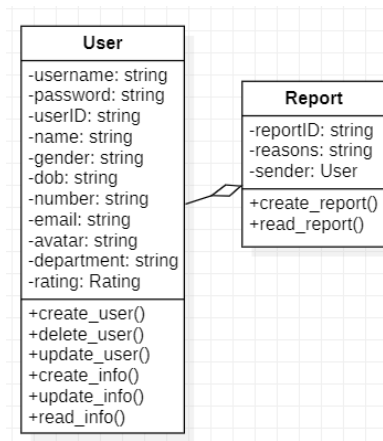 User
-username: string
-password: string
-userID: string
-name: string
-gender: string
-dob: string
-number: string
-email: string
-avatar: string
-department: string
-rating: Rating
+create_user()
+delete_user()
+update_user()
+create_info()
+update_info()
+read_info()
Report
-reportID: string
-reasons: string
-sender: User
+create_report()
+read_report()